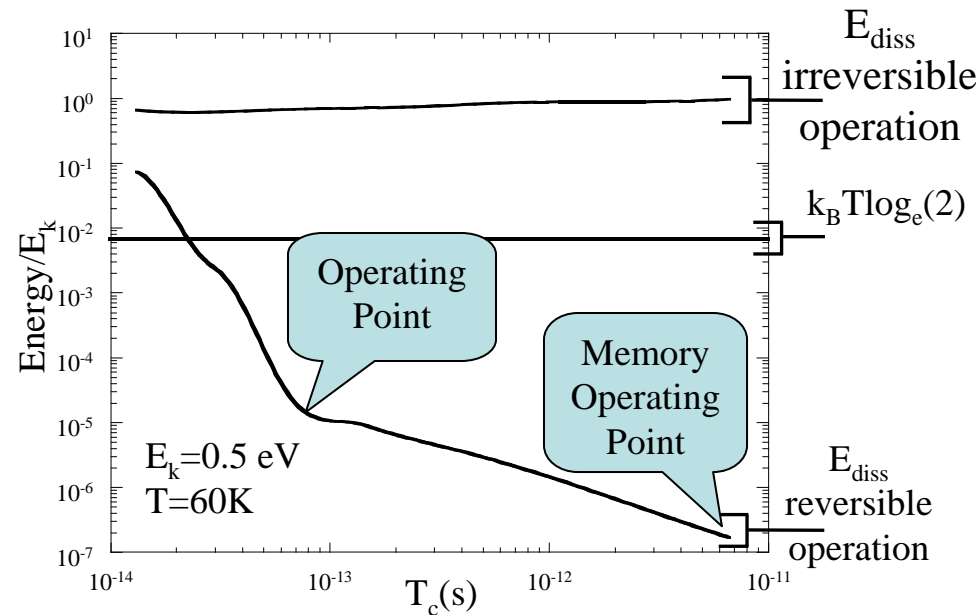 10^1
10^0
10^-1
10^-2
10^-3
10^-4
10^-5
10^-6
10^-7
Energy/E_k
10^-14
10^-13
10^-12
10^-11
T_c(s)
E_k=0.5 eV
T=60K
Operating
Point
Memory
Operating
Point
E_diss
irreversible
operation
k_BTlog_e(2)
E_diss
reversible
operation